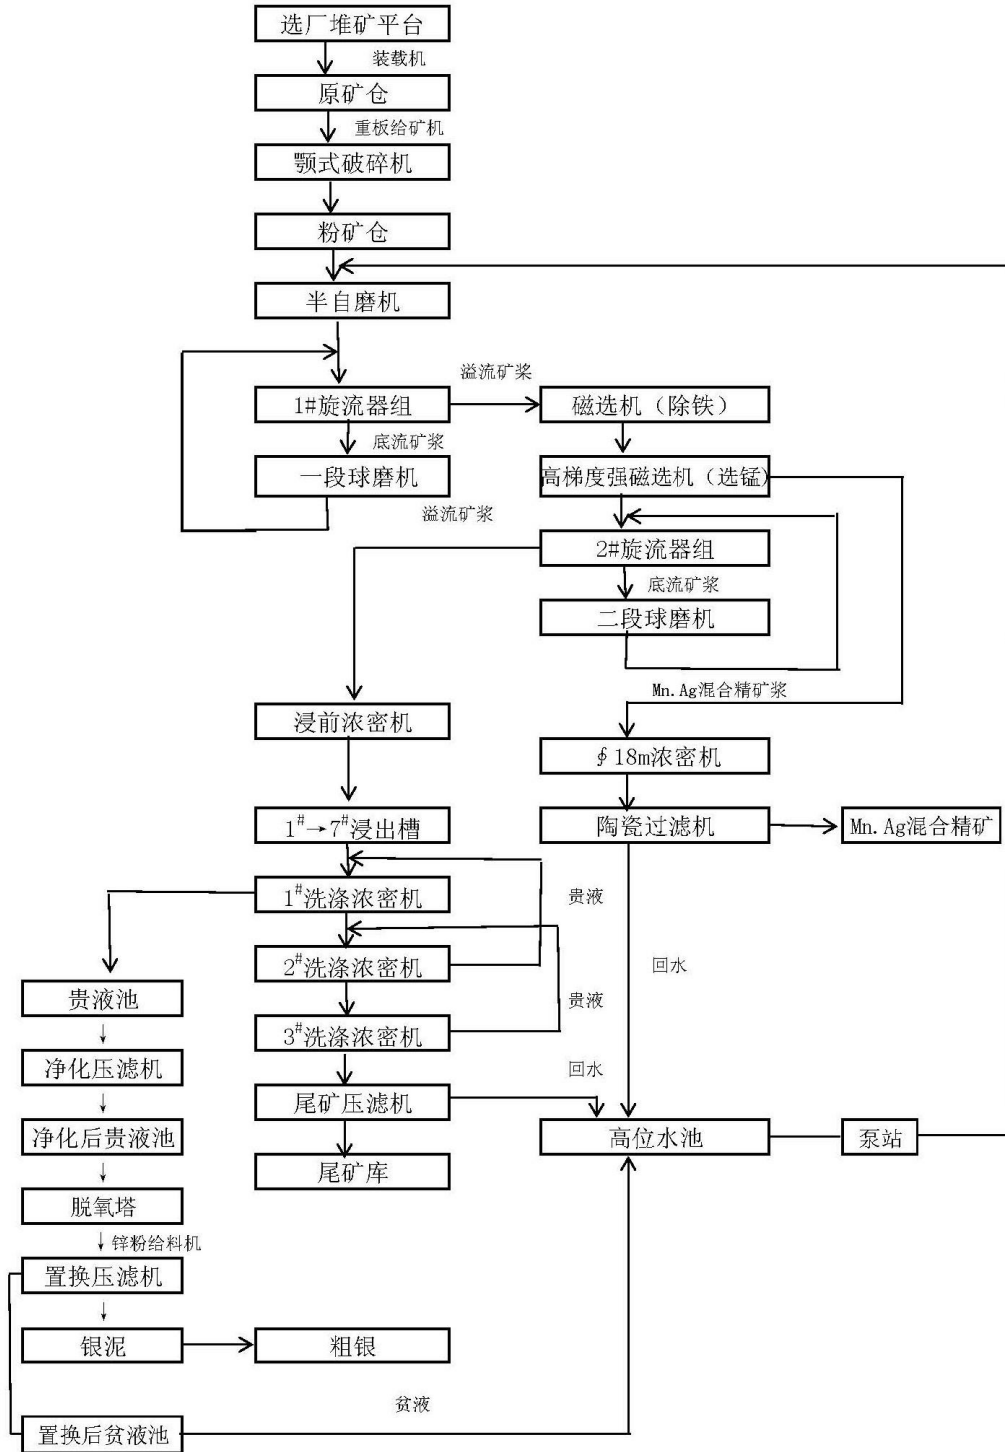 选厂堆矿平台
装载机
原矿仓
重板给矿机
颚式破碎机
粉矿仓
半自磨机
溢流矿浆
1#旋流器组
磁选机（除铁）
底流矿浆
一段球磨机
高梯度强磁选机（选锰）
溢流矿浆
2#旋流器组
底流矿浆
二段球磨机
Mn.Ag混合精矿浆
浸前浓密机
∮18m浓密机
1#→7#浸出槽
陶瓷过滤机
Mn.Ag混合精矿
1#洗涤浓密机
贵液
2#洗涤浓密机
回水
贵液池
贵液
3#洗涤浓密机
净化压滤机
回水
尾矿压滤机
净化后贵液池
高位水池
泵站
尾矿库
脱氧塔
锌粉给料机
置换压滤机
银泥
粗银
贫液
置换后贫液池